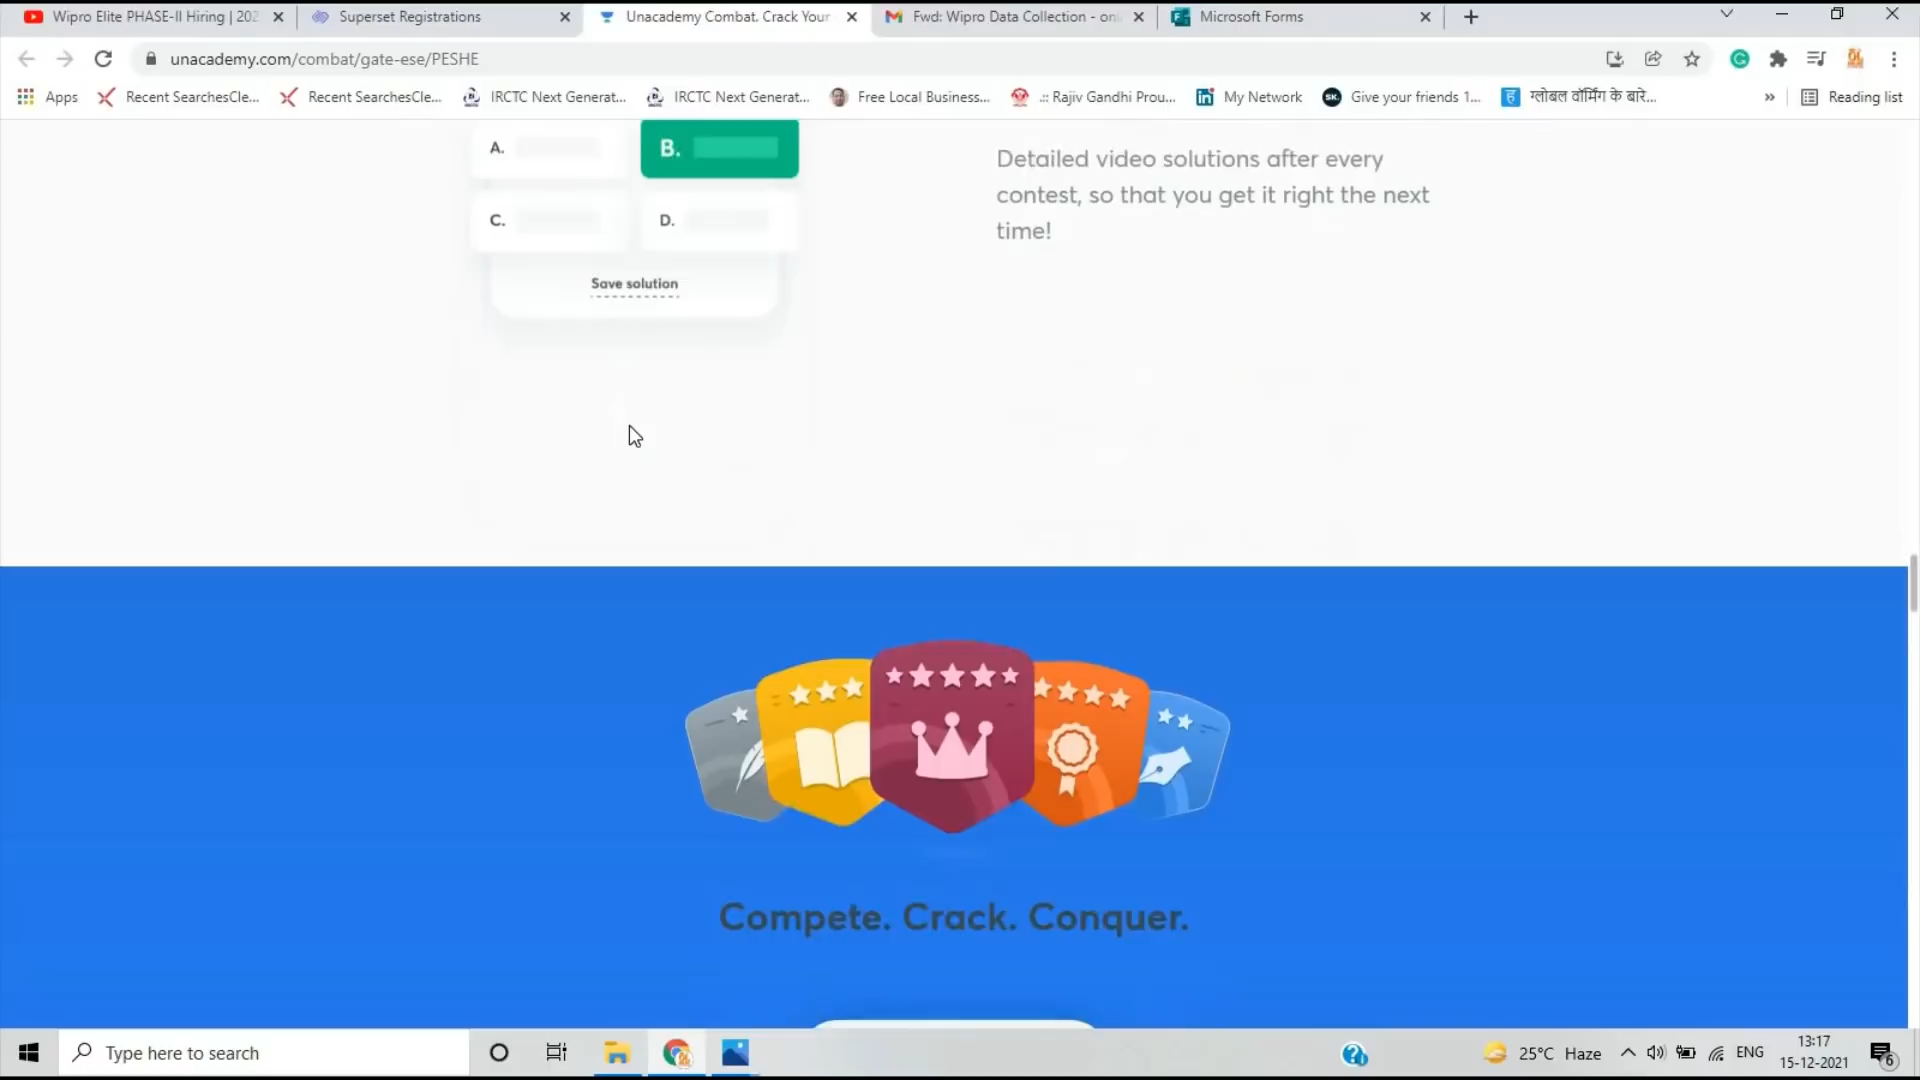 Wipro Elite PHASE-II Hiring | 202
Superset Registrations
Unacademy Combat. Crack Your
Fwd: Wipro Data Collection - onl
Microsoft Forms
unacademy.com/combat/gate-ese/PESHE
Apps
Recent SearchesCle...
Recent SearchesCle...
IRCTC Next Generat...
IRCTC Next Generat...
Free Local Business...
.:: Rajiv Gandhi Prou...
My Network
Give your friends 1...
ग्लोबल वॉर्मिंग के बारे...
Reading list
A.
B.
C.
D.
Save solution
Detailed video solutions after every
contest, so that you get it right the next
time!
Compete. Crack. Conquer.
Type here to search
25°C Haze
ENG
13:17
15-12-2021
6